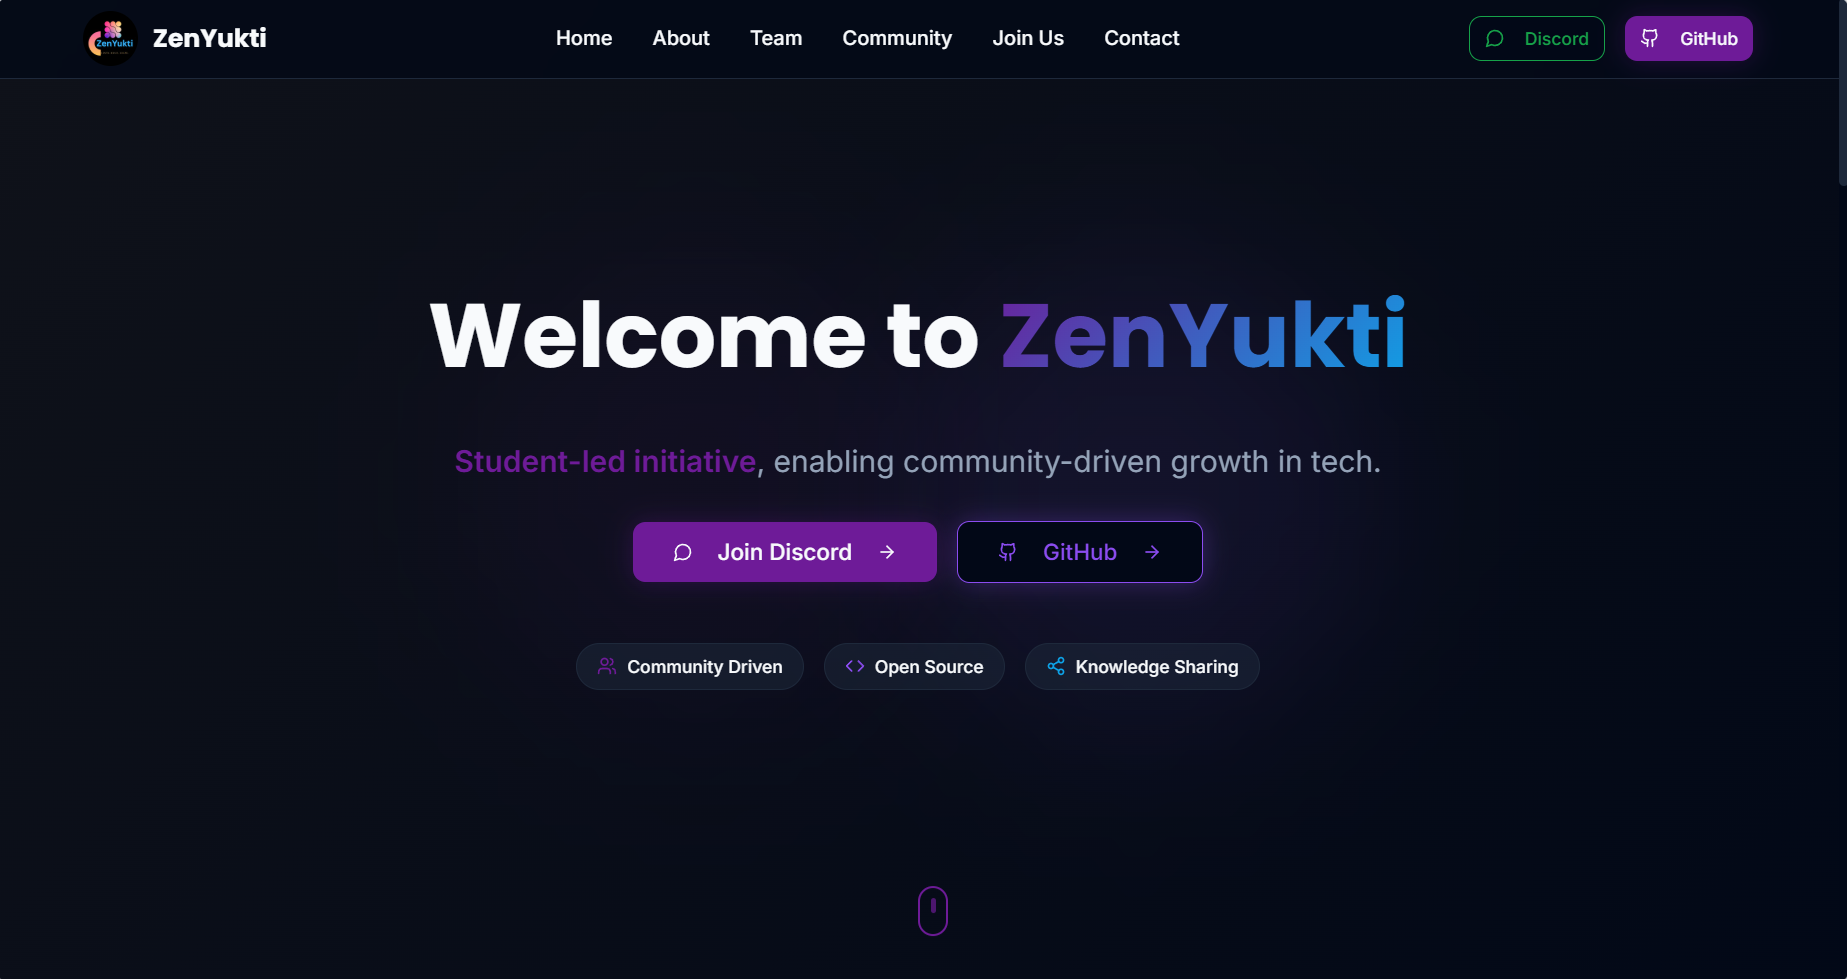 ZenYukti
ZenYukti
Home
About
Team
Community
Join Us
Contact
Discord
GitHub
Welcome to ZenYukti
Student-led initiative, enabling community-driven growth in tech.
Join Discord
GitHub
Community Driven
Open Source
Knowledge Sharing